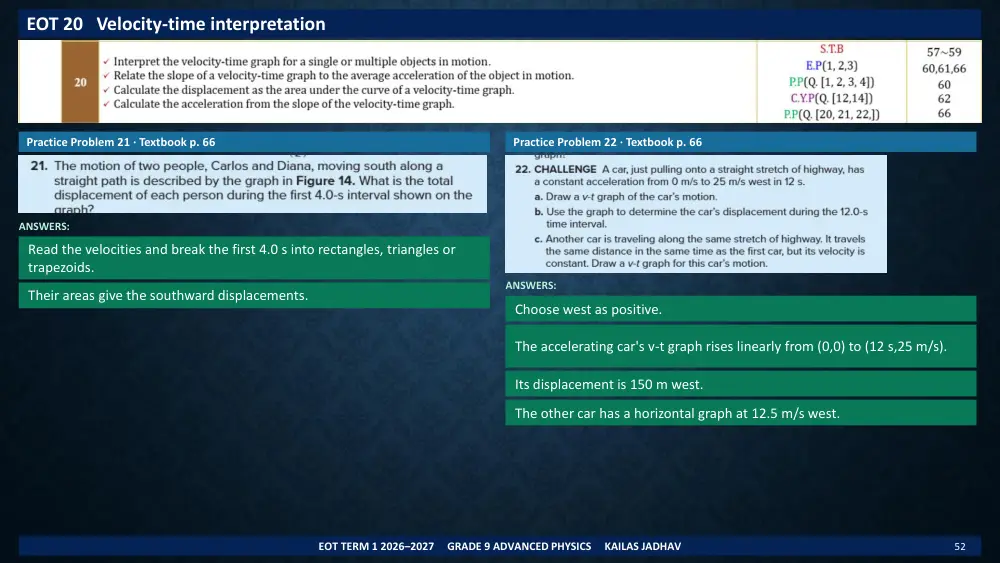 EOT 20 Velocity-time interpretation
20
✓ Interpret the velocity-time graph for a single or multiple objects in motion.
✓ Relate the slope of a velocity-time graph to the average acceleration of the object in motion.
✓ Calculate the displacement as the area under the curve of a velocity-time graph.
✓ Calculate the acceleration from the slope of the velocity-time graph.
S.T.B
E.P(1, 2,3)
P.P(Q. [1, 2, 3, 4])
C.Y.P(Q. [12,14])
P.P(Q. [20, 21, 22,])
57~59
60,61,66
60
62
66
Practice Problem 21 · Textbook p. 66
21. The motion of two people, Carlos and Diana, moving south along a
straight path is described by the graph in Figure 14. What is the total
displacement of each person during the first 4.0-s interval shown on the
graph?
ANSWERS:
Read the velocities and break the first 4.0 s into rectangles, triangles or
trapezoids.
Their areas give the southward displacements.
Practice Problem 22 · Textbook p. 66
graph?
22. CHALLENGE A car, just pulling onto a straight stretch of highway, has
a constant acceleration from 0 m/s to 25 m/s west in 12 s.
a. Draw a v-t graph of the car's motion.
b. Use the graph to determine the car's displacement during the 12.0-s
time interval.
c. Another car is traveling along the same stretch of highway. It travels
the same distance in the same time as the first car, but its velocity is
constant. Draw a v-t graph for this car's motion.
ANSWERS:
Choose west as positive.
The accelerating car's v-t graph rises linearly from (0,0) to (12 s,25 m/s).
Its displacement is 150 m west.
The other car has a horizontal graph at 12.5 m/s west.
EOT TERM 1 2026–2027 GRADE 9 ADVANCED PHYSICS KAILAS JADHAV
52